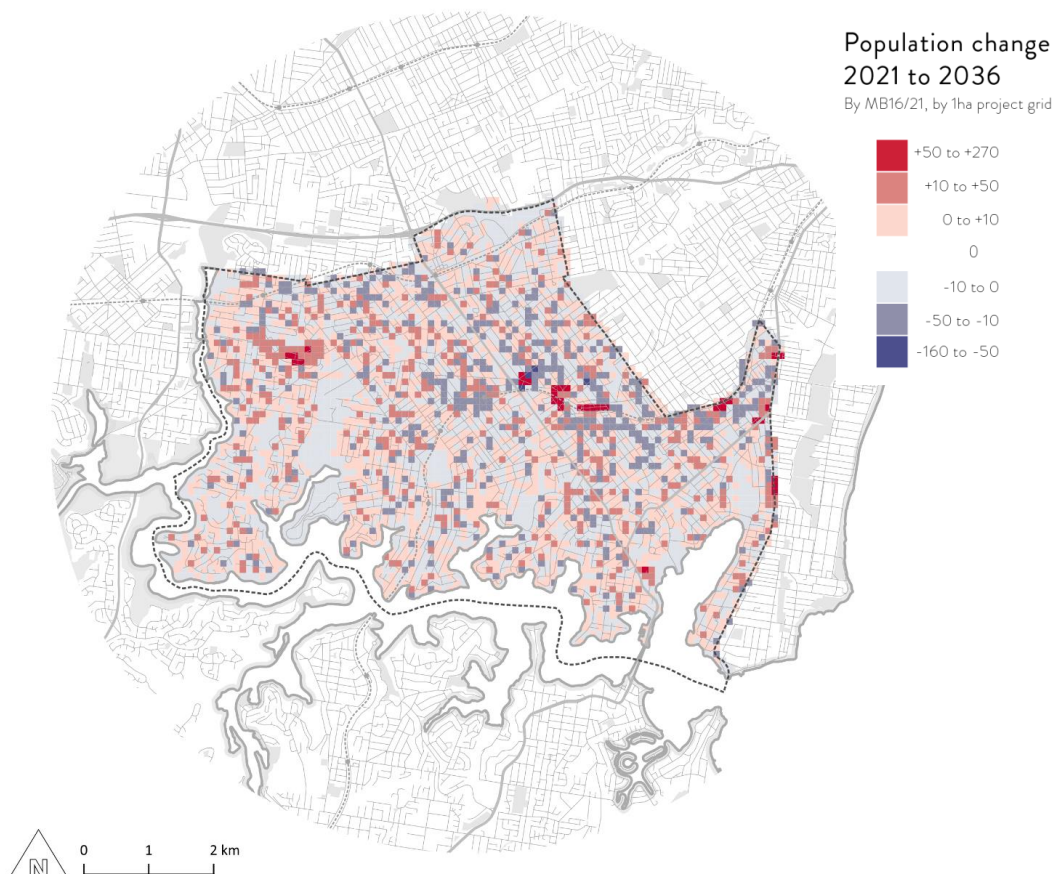 Population change
2021 to 2036
By MB16/21, by 1ha project grid
+50 to +270
+10 to +50
0 to +10
0
-10 to 0
-50 to -10
-160 to -50
N
0 1 2 km